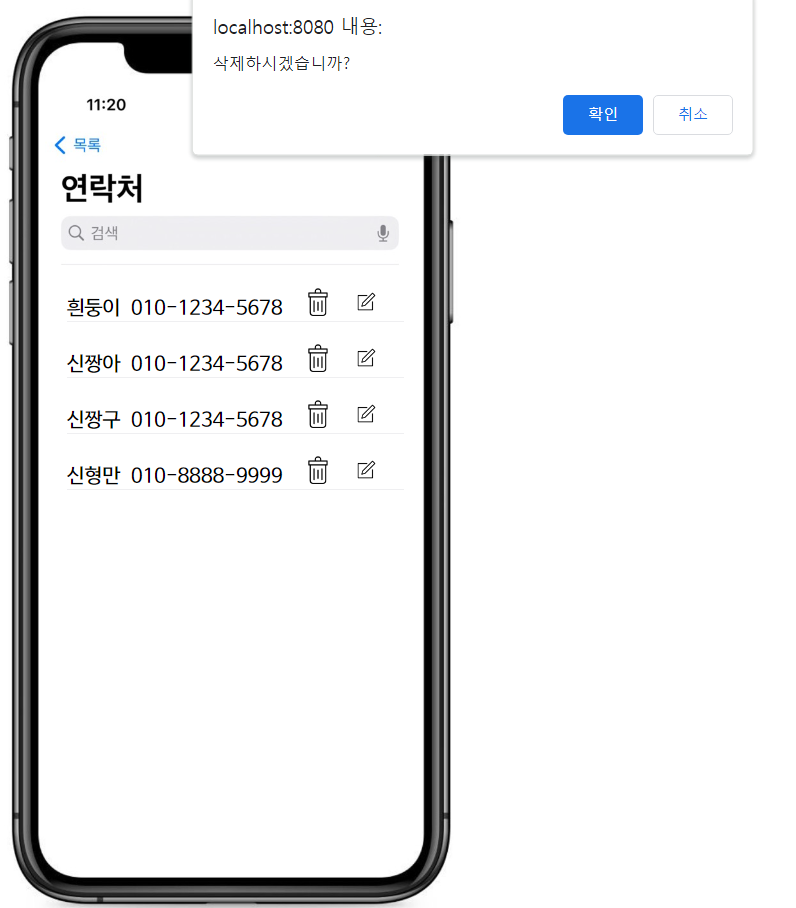 localhost:8080 내용:
삭제하시겠습니까?
확인 취소
11:20
목록
연락처
검색
흰둥이 010-1234-5678
신짱아 010-1234-5678
신짱구 010-1234-5678
신형만 010-8888-9999